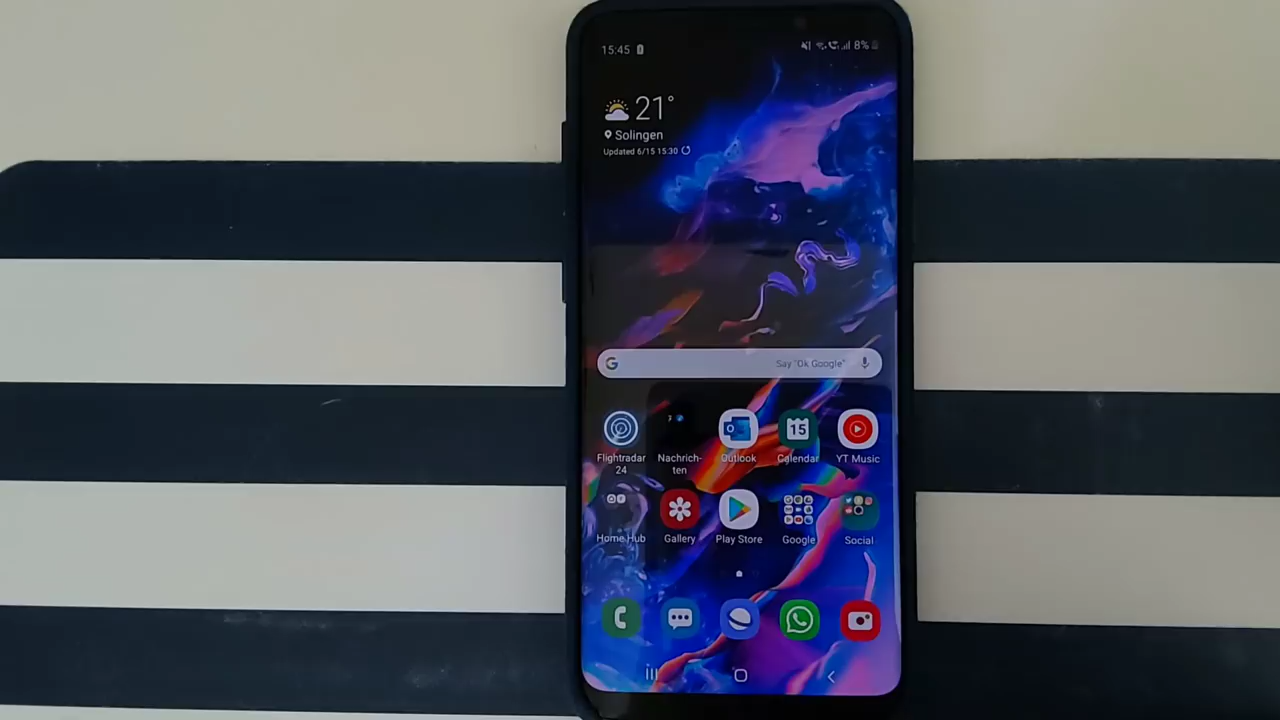 15:45
8%
21°
Solingen
Updated 6/15 15:30
G
Say "Ok Google"
15
Flightradar
24
Nachrich-
ten
Outlook
Calendar
YT Music
Home Hub
Gallery
Play Store
Google
Social